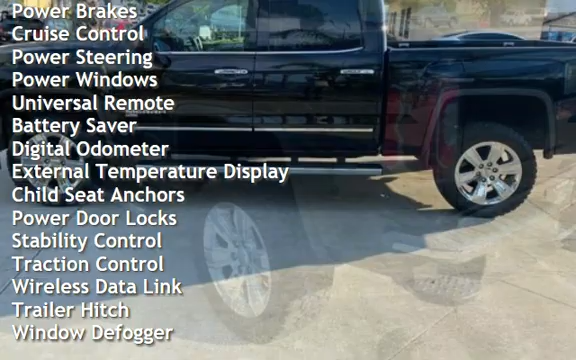 Power Brakes
Cruise Control
Power Steering
Power Windows
Universal Remote
Battery Saver
Digital Odometer
External Temperature Display
Child Seat Anchors
Power Door Locks
Stability Control
Traction Control
Wireless Data Link
Trailer Hitch
Window Defogger